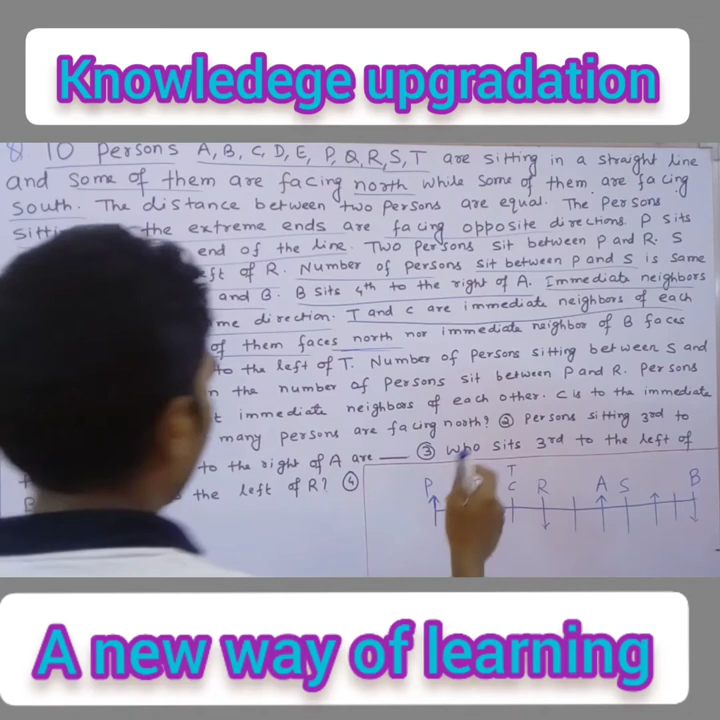 Knowledege upgradation
Q. 10 Persons A, B, C, D, E, P, Q, R, S, T are sitting in a straight line
and some of them are facing north while some of them are facing
south. The distance between two persons are equal. The persons
the extreme ends are facing opposite directions. P sits
end of the line. Two persons sit between P and R. S
of R. Number of persons sit between P and S is same
and B. B sits 4th to the right of A. Immediate neighbors
direction. T and C are immediate neighbors of each
of them faces north nor immediate neighbor of B faces
to the left of T. Number of persons sitting between S and
the number of persons sit between P and R. Persons
immediate neighbors of each other. C is to the immediate
many persons are facing north? ② Persons sitting 3rd to
to the right of A are ___ ③ Who sits 3rd to the left of
the left of R? ④
T
P C R A S B
A new way of learning